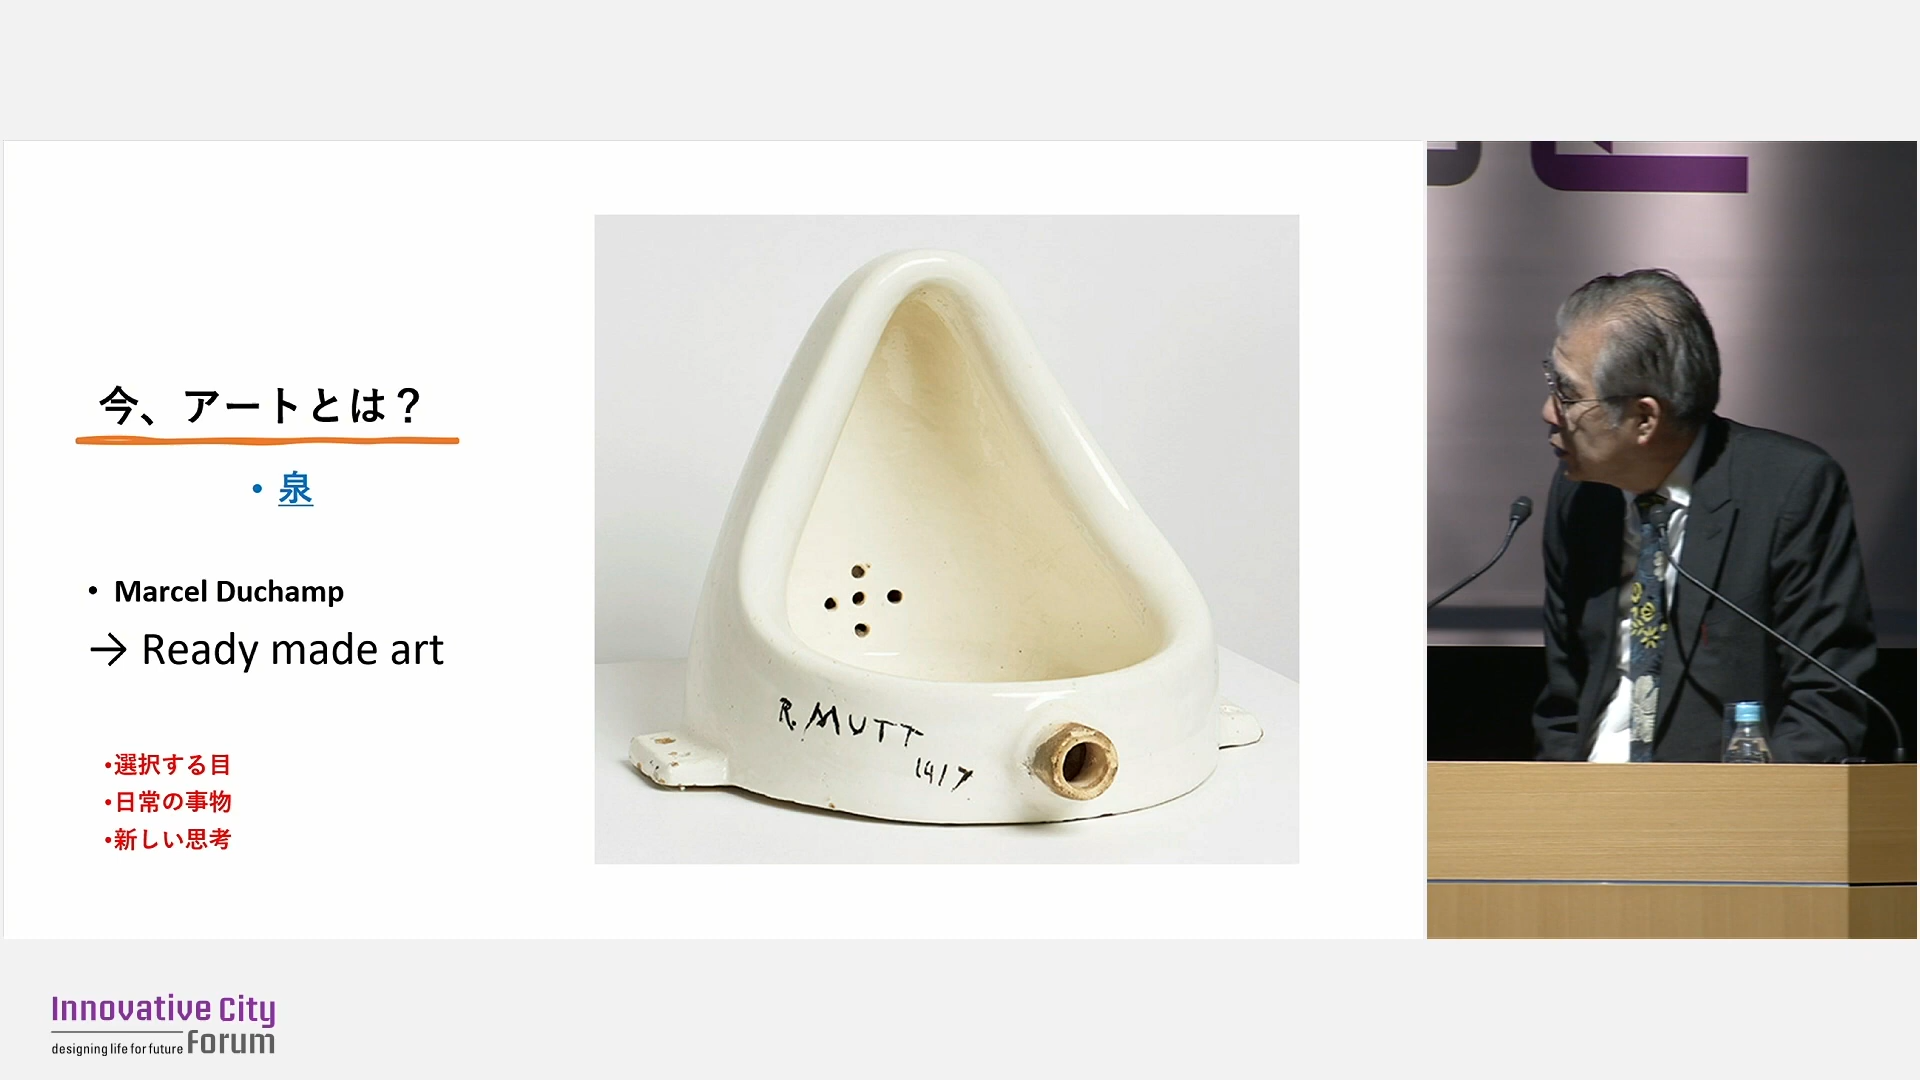 今、アートとは？
• 泉
• Marcel Duchamp
→ Ready made art
•選択する目
•日常の事物
•新しい思考
R. MUTT
1917
Innovative City
Forum
designing life for future